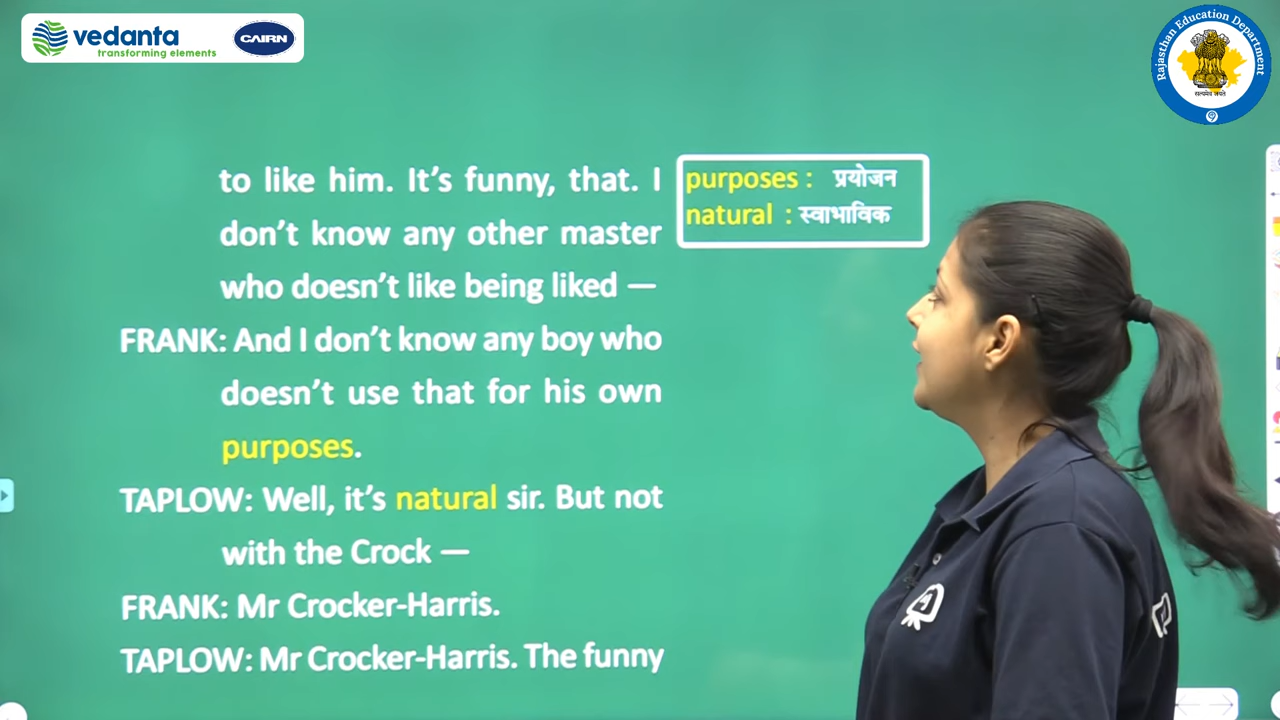 vedanta
transforming elements
CAIRN
Rajasthan Education Department
सत्यमेव जयते
to like him. It's funny, that. I
don't know any other master
who doesn't like being liked —
FRANK: And I don't know any boy who
doesn't use that for his own
purposes.
TAPLOW: Well, it's natural sir. But not
with the Crock —
FRANK: Mr Crocker-Harris.
TAPLOW: Mr Crocker-Harris. The funny
purposes : प्रयोजन
natural : स्वाभाविक